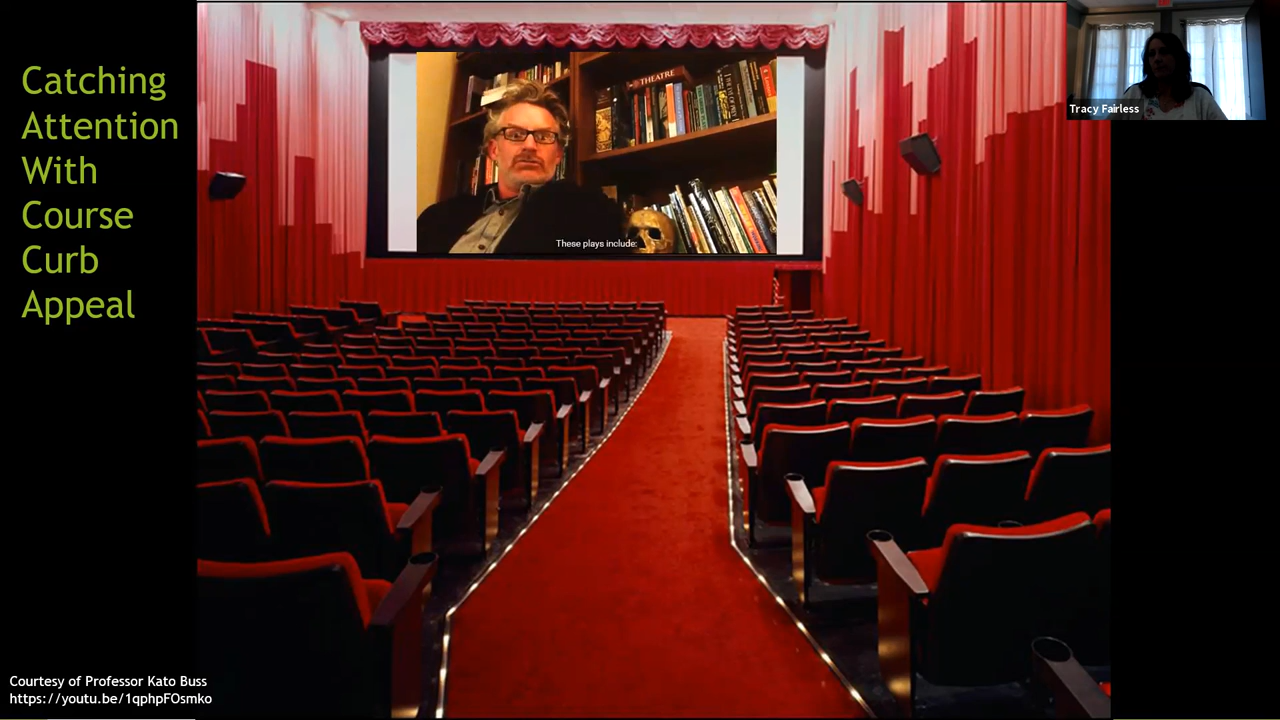 Catching
Attention
With
Course
Curb
Appeal
THEATRE
These plays include:
Tracy Fairless
Courtesy of Professor Kato Buss
https://youtu.be/1qphpFOsmko